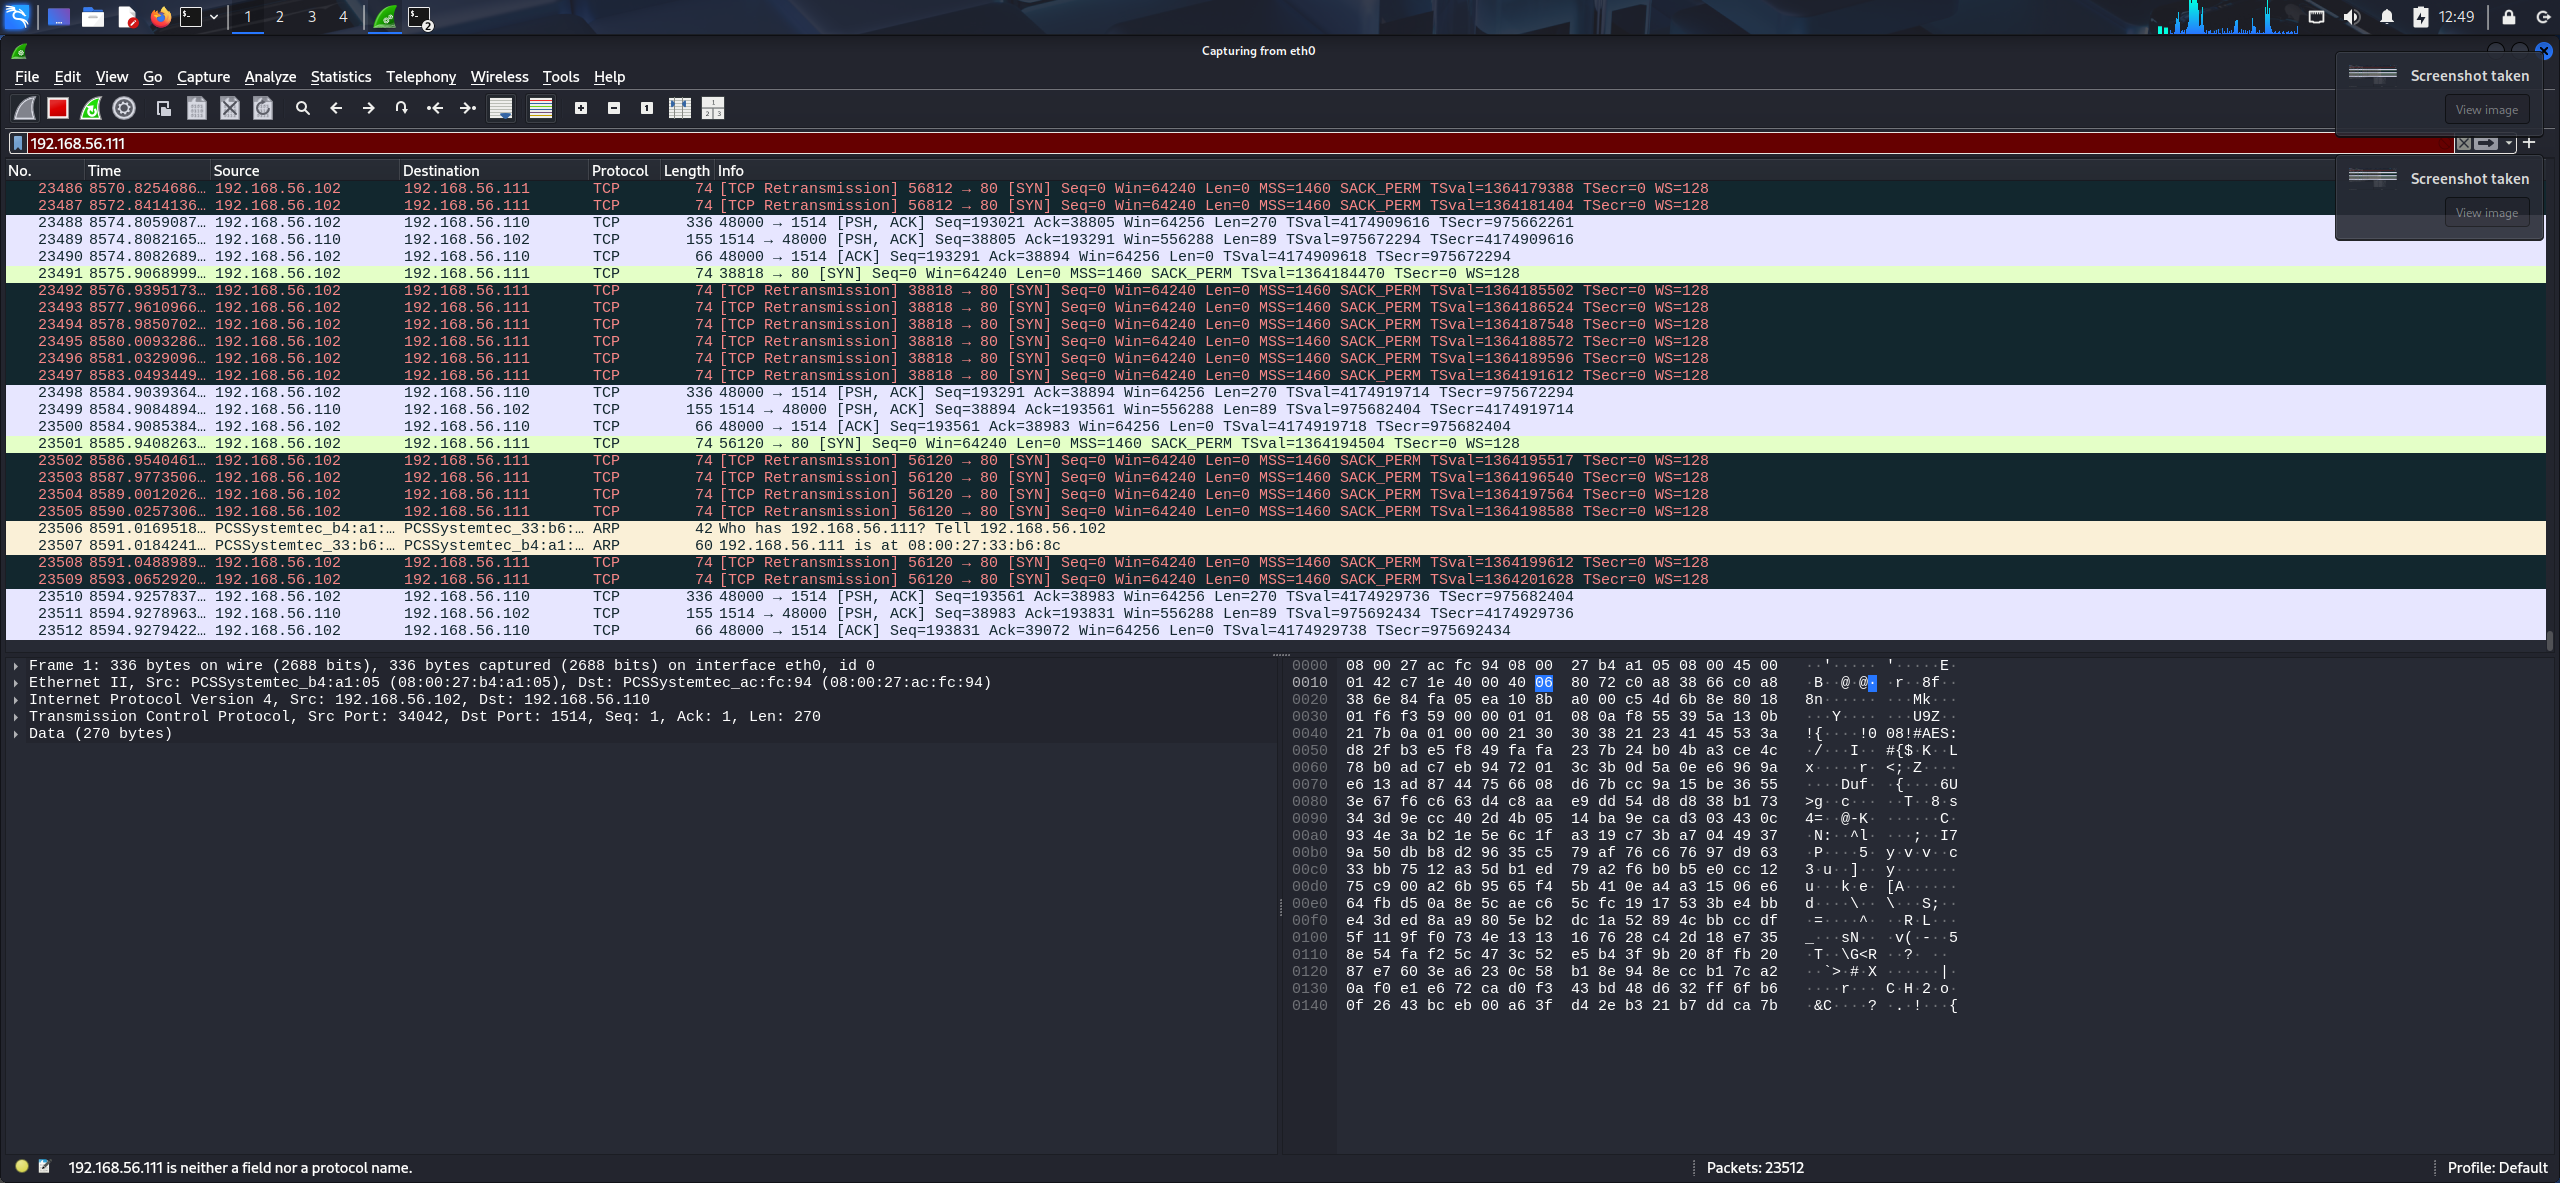 1 2 3 4 2 12:49
Capturing from eth0
File Edit View Go Capture Analyze Statistics Telephony Wireless Tools Help
Screenshot taken
View image
192.168.56.111
Screenshot taken
View image
No. Time Source Destination Protocol Length Info
23486 8570.8254686… 192.168.56.102 192.168.56.111 TCP 74 [TCP Retransmission] 56812 → 80 [SYN] Seq=0 Win=64240 Len=0 MSS=1460 SACK_PERM TSval=1364179388 TSecr=0 WS=128
23487 8572.8414136… 192.168.56.102 192.168.56.111 TCP 74 [TCP Retransmission] 56812 → 80 [SYN] Seq=0 Win=64240 Len=0 MSS=1460 SACK_PERM TSval=1364181404 TSecr=0 WS=128
23488 8574.8059087… 192.168.56.102 192.168.56.110 TCP 336 48000 → 1514 [PSH, ACK] Seq=193021 Ack=38805 Win=64256 Len=270 TSval=4174909616 TSecr=975662261
23489 8574.8082165… 192.168.56.110 192.168.56.102 TCP 155 1514 → 48000 [PSH, ACK] Seq=38805 Ack=193291 Win=556288 Len=89 TSval=975672294 TSecr=4174909616
23490 8574.8082689… 192.168.56.102 192.168.56.110 TCP 66 48000 → 1514 [ACK] Seq=193291 Ack=38894 Win=64256 Len=0 TSval=4174909618 TSecr=975672294
23491 8575.9068999… 192.168.56.102 192.168.56.111 TCP 74 38818 → 80 [SYN] Seq=0 Win=64240 Len=0 MSS=1460 SACK_PERM TSval=1364184470 TSecr=0 WS=128
23492 8576.9395173… 192.168.56.102 192.168.56.111 TCP 74 [TCP Retransmission] 38818 → 80 [SYN] Seq=0 Win=64240 Len=0 MSS=1460 SACK_PERM TSval=1364185502 TSecr=0 WS=128
23493 8577.9610966… 192.168.56.102 192.168.56.111 TCP 74 [TCP Retransmission] 38818 → 80 [SYN] Seq=0 Win=64240 Len=0 MSS=1460 SACK_PERM TSval=1364186524 TSecr=0 WS=128
23494 8578.9850702… 192.168.56.102 192.168.56.111 TCP 74 [TCP Retransmission] 38818 → 80 [SYN] Seq=0 Win=64240 Len=0 MSS=1460 SACK_PERM TSval=1364187548 TSecr=0 WS=128
23495 8580.0093286… 192.168.56.102 192.168.56.111 TCP 74 [TCP Retransmission] 38818 → 80 [SYN] Seq=0 Win=64240 Len=0 MSS=1460 SACK_PERM TSval=1364188572 TSecr=0 WS=128
23496 8581.0329096… 192.168.56.102 192.168.56.111 TCP 74 [TCP Retransmission] 38818 → 80 [SYN] Seq=0 Win=64240 Len=0 MSS=1460 SACK_PERM TSval=1364189596 TSecr=0 WS=128
23497 8583.0493449… 192.168.56.102 192.168.56.111 TCP 74 [TCP Retransmission] 38818 → 80 [SYN] Seq=0 Win=64240 Len=0 MSS=1460 SACK_PERM TSval=1364191612 TSecr=0 WS=128
23498 8584.9039364… 192.168.56.102 192.168.56.110 TCP 336 48000 → 1514 [PSH, ACK] Seq=193291 Ack=38894 Win=64256 Len=270 TSval=4174919714 TSecr=975672294
23499 8584.9084894… 192.168.56.110 192.168.56.102 TCP 155 1514 → 48000 [PSH, ACK] Seq=38894 Ack=193561 Win=556288 Len=89 TSval=975682404 TSecr=4174919714
23500 8584.9085384… 192.168.56.102 192.168.56.110 TCP 66 48000 → 1514 [ACK] Seq=193561 Ack=38983 Win=64256 Len=0 TSval=4174919718 TSecr=975682404
23501 8585.9408263… 192.168.56.102 192.168.56.111 TCP 74 56120 → 80 [SYN] Seq=0 Win=64240 Len=0 MSS=1460 SACK_PERM TSval=1364194504 TSecr=0 WS=128
23502 8586.9540461… 192.168.56.102 192.168.56.111 TCP 74 [TCP Retransmission] 56120 → 80 [SYN] Seq=0 Win=64240 Len=0 MSS=1460 SACK_PERM TSval=1364195517 TSecr=0 WS=128
23503 8587.9773506… 192.168.56.102 192.168.56.111 TCP 74 [TCP Retransmission] 56120 → 80 [SYN] Seq=0 Win=64240 Len=0 MSS=1460 SACK_PERM TSval=1364196540 TSecr=0 WS=128
23504 8589.0012026… 192.168.56.102 192.168.56.111 TCP 74 [TCP Retransmission] 56120 → 80 [SYN] Seq=0 Win=64240 Len=0 MSS=1460 SACK_PERM TSval=1364197564 TSecr=0 WS=128
23505 8590.0257306… 192.168.56.102 192.168.56.111 TCP 74 [TCP Retransmission] 56120 → 80 [SYN] Seq=0 Win=64240 Len=0 MSS=1460 SACK_PERM TSval=1364198588 TSecr=0 WS=128
23506 8591.0169518… PCSSystemtec_b4:a1:… PCSSystemtec_33:b6:… ARP 42 Who has 192.168.56.111? Tell 192.168.56.102
23507 8591.0184241… PCSSystemtec_33:b6:… PCSSystemtec_b4:a1:… ARP 60 192.168.56.111 is at 08:00:27:33:b6:8c
23508 8591.0488989… 192.168.56.102 192.168.56.111 TCP 74 [TCP Retransmission] 56120 → 80 [SYN] Seq=0 Win=64240 Len=0 MSS=1460 SACK_PERM TSval=1364199612 TSecr=0 WS=128
23509 8593.0652920… 192.168.56.102 192.168.56.111 TCP 74 [TCP Retransmission] 56120 → 80 [SYN] Seq=0 Win=64240 Len=0 MSS=1460 SACK_PERM TSval=1364201628 TSecr=0 WS=128
23510 8594.9257837… 192.168.56.102 192.168.56.110 TCP 336 48000 → 1514 [PSH, ACK] Seq=193561 Ack=38983 Win=64256 Len=270 TSval=4174929736 TSecr=975682404
23511 8594.9278963… 192.168.56.110 192.168.56.102 TCP 155 1514 → 48000 [PSH, ACK] Seq=38983 Ack=193831 Win=556288 Len=89 TSval=975692434 TSecr=4174929736
23512 8594.9279422… 192.168.56.102 192.168.56.110 TCP 66 48000 → 1514 [ACK] Seq=193831 Ack=39072 Win=64256 Len=0 TSval=4174929738 TSecr=975692434
Frame 1: 336 bytes on wire (2688 bits), 336 bytes captured (2688 bits) on interface eth0, id 0
Ethernet II, Src: PCSSystemtec_b4:a1:05 (08:00:27:b4:a1:05), Dst: PCSSystemtec_ac:fc:94 (08:00:27:ac:fc:94)
Internet Protocol Version 4, Src: 192.168.56.102, Dst: 192.168.56.110
Transmission Control Protocol, Src Port: 34042, Dst Port: 1514, Seq: 1, Ack: 1, Len: 270
Data (270 bytes)
0000 08 00 27 ac fc 94 08 00 27 b4 a1 05 08 00 45 00 ··'····· '·····E·
0010 01 42 c7 1e 40 00 40 06 80 72 c0 a8 38 66 c0 a8 ·B··@·@· ·r··8f··
0020 38 6e 84 fa 05 ea 10 8b a0 00 c5 4d 6b 8e 80 18 8n······ ···Mk···
0030 01 f6 f3 59 00 00 01 01 08 0a f8 55 39 5a 13 0b ···Y···· ···U9Z··
0040 21 7b 0a 01 00 00 21 30 30 38 21 23 41 45 53 3a !{····!0 08!#AES:
0050 d8 2f b3 e5 f8 49 fa fa 23 7b 24 b0 4b a3 ce 4c ·/···I·· #{$·K··L
0060 78 b0 ad c7 eb 94 72 01 3c 3b 0d 5a 0e e6 96 9a x·····r· <;·Z····
0070 e6 13 ad 87 44 75 66 08 d6 7b cc 9a 15 be 36 55 ····Duf· ·{····6U
0080 3e 67 f6 c6 63 d4 c8 aa e9 dd 54 d8 d8 38 b1 73 >g··c··· ··T··8·s
0090 34 3d 9e cc 40 2d 4b 05 14 ba 9e ca d3 03 43 0c 4=··@-K· ······C·
00a0 93 4e 3a b2 1e 5e 6c 1f a3 19 c7 3b a7 04 49 37 ·N:··^l· ···;··I7
00b0 9a 50 db b8 d2 96 35 c5 79 af 76 c6 76 97 d9 63 ·P····5· y·v·v··c
00c0 33 bb 75 12 a3 5d b1 ed 79 a2 f6 b0 b5 e0 cc 12 3·u··]·· y·······
00d0 75 c9 00 a2 6b 95 65 f4 5b 41 0e a4 a3 15 06 e6 u···k·e· [A······
00e0 64 fb d5 0a 8e 5c ae c6 5c fc 19 17 53 3b e4 bb d····\·· \···S;··
00f0 e4 3d ed 8a a9 80 5e b2 dc 1a 52 89 4c bb cc df ·=····^· ··R·L···
0100 5f 11 9f f0 73 4e 13 13 16 76 28 c4 2d 18 e7 35 _···sN·· ·v(·-··5
0110 8e 54 fa f2 5c 47 3c 52 e5 b4 3f 9b 20 8f fb 20 ·T··\G<R ··?· ··
0120 87 e7 60 3e a6 23 0c 58 b1 8e 94 8e cc b1 7c a2 ··`>·#·X ······|·
0130 0a f0 e1 e6 72 ca d0 f3 43 bd 48 d6 32 ff 6f b6 ····r··· C·H·2·o·
0140 0f 26 43 bc eb 00 a6 3f d4 2e b3 21 b7 dd ca 7b ·&C····? ·.·!···{
192.168.56.111 is neither a field nor a protocol name.
Packets: 23512
Profile: Default